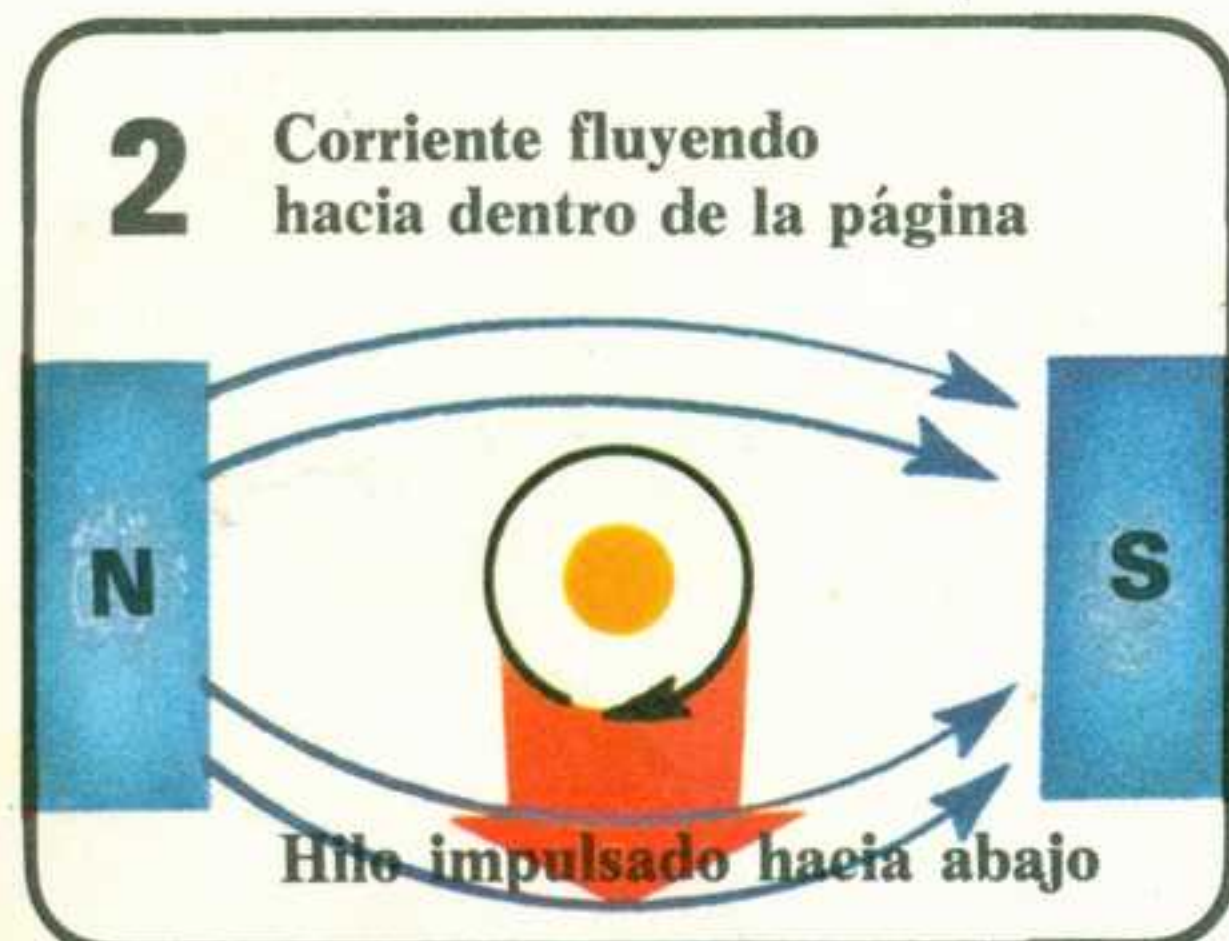 2
Corriente fluyendo
hacia dentro de la página
N
S
Hilo impulsado hacia abajo